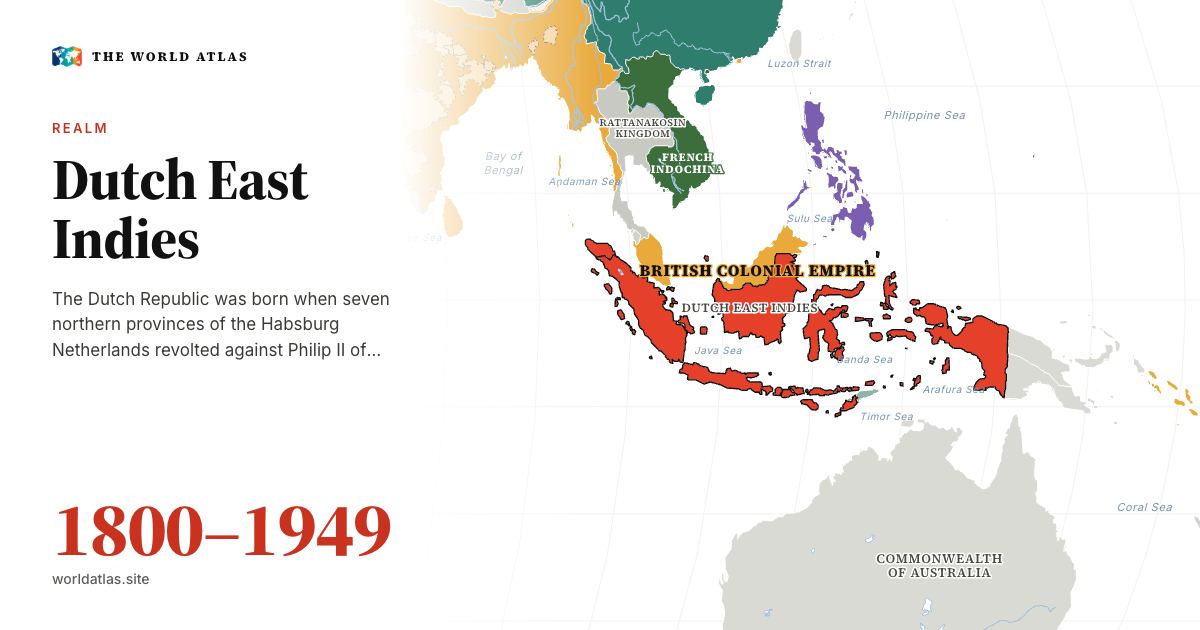 THE WORLD ATLAS
REALM
Dutch East
Indies
The Dutch Republic was born when seven
northern provinces of the Habsburg
Netherlands revolted against Philip II of...
1800–1949
worldatlas.site
Luzon Strait
Philippine Sea
RATTANAKOSIN
KINGDOM
FRENCH
INDOCHINA
Bay of
Bengal
Andaman Sea
Sulu Sea
BRITISH COLONIAL EMPIRE
DUTCH EAST INDIES
Java Sea
Banda Sea
Arafura Sea
Timor Sea
Coral Sea
COMMONWEALTH
OF AUSTRALIA